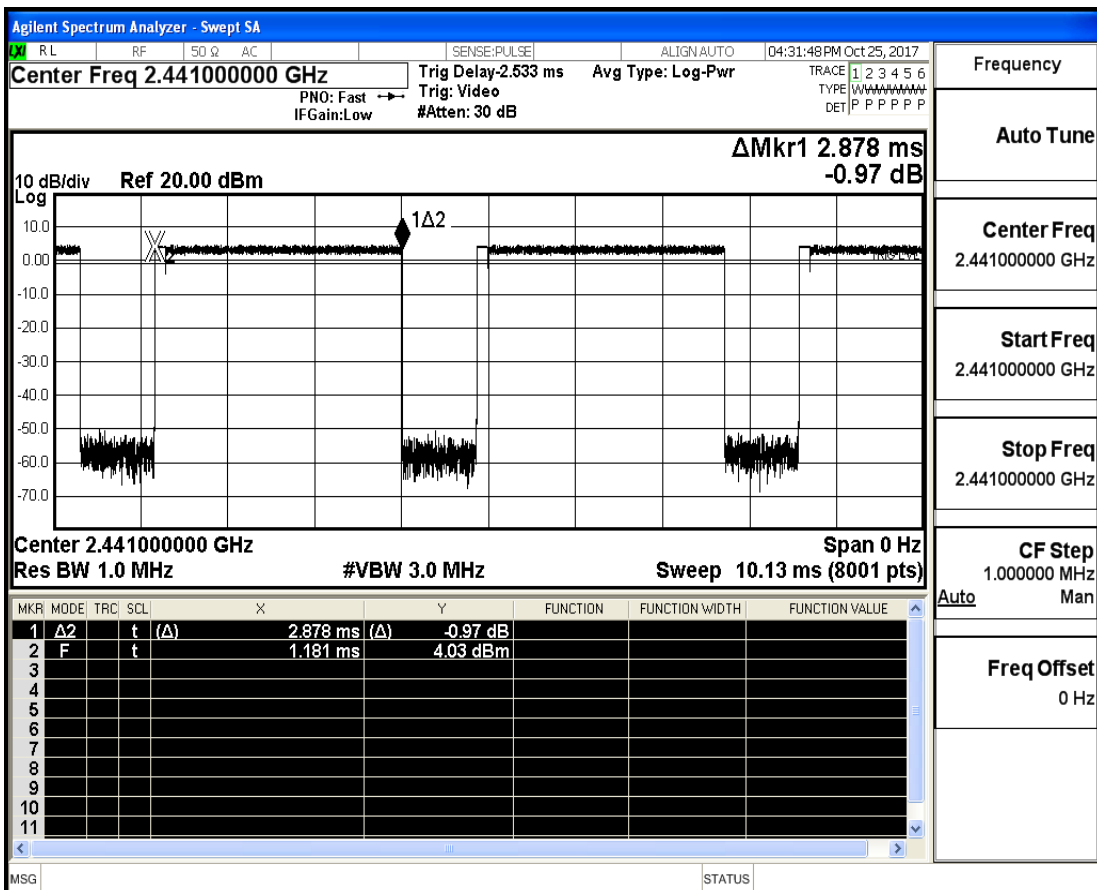 Agilent Spectrum Analyzer - Swept SA
LXI RL RF 50 Ω AC SENSE:PULSE ALIGN AUTO 04:31:48 PM Oct 25, 2017
Center Freq 2.441000000 GHz
PNO: Fast
IFGain:Low
Trig Delay-2.533 ms
Trig: Video
#Atten: 30 dB
Avg Type: Log-Pwr
TRACE 1 2 3 4 5 6
TYPE WWWWWW
DET P P P P P P
ΔMkr1 2.878 ms
-0.97 dB
10 dB/div Ref 20.00 dBm
Log
10.0
0.00
-10.0
-20.0
-30.0
-40.0
-50.0
-60.0
-70.0
1Δ2
2
TRIG LVL
Center 2.441000000 GHz Span 0 Hz
Res BW 1.0 MHz #VBW 3.0 MHz Sweep 10.13 ms (8001 pts)
MKR MODE TRC SCL X Y FUNCTION FUNCTION WIDTH FUNCTION VALUE
1 Δ2 t (Δ) 2.878 ms (Δ) -0.97 dB
2 F t 1.181 ms 4.03 dBm
3
4
5
6
7
8
9
10
11
MSG STATUS
Frequency
Auto Tune
Center Freq
2.441000000 GHz
Start Freq
2.441000000 GHz
Stop Freq
2.441000000 GHz
CF Step
1.000000 MHz
Auto Man
Freq Offset
0 Hz